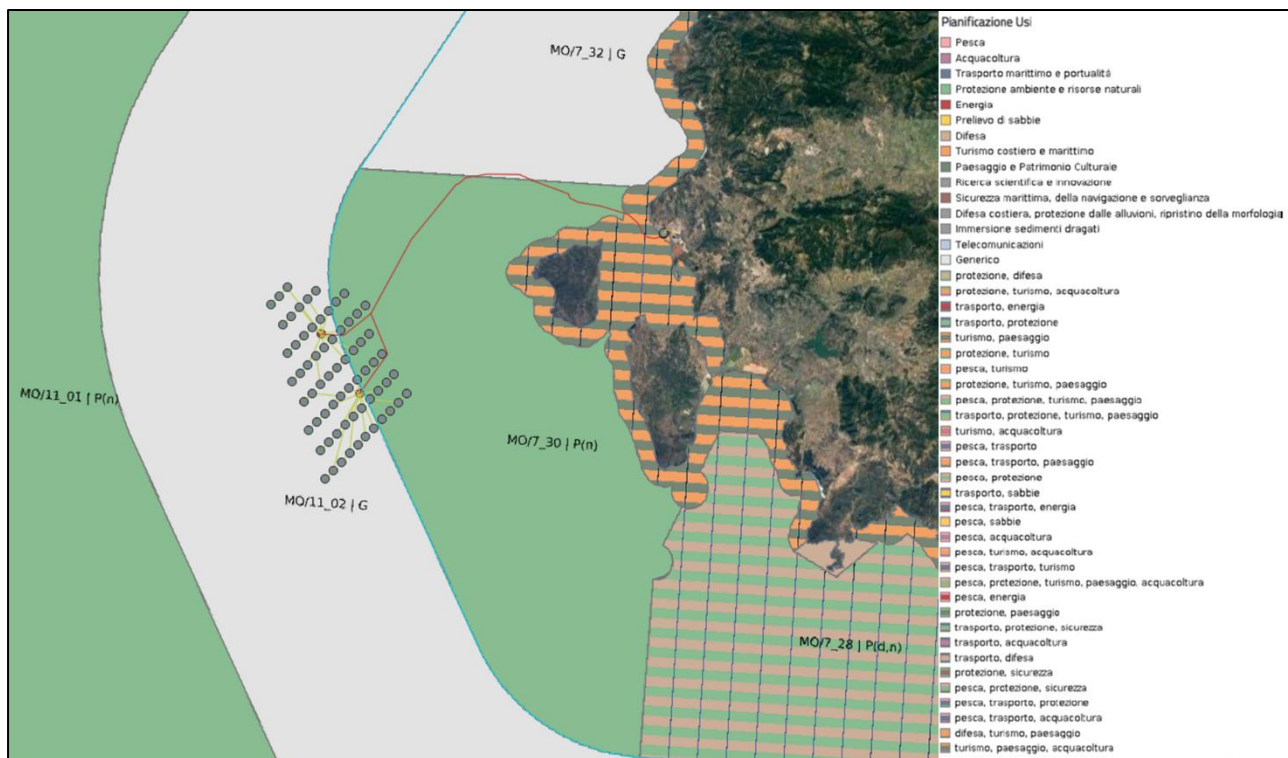 MO/7_32 | G
MO/11_01 | P(n)
MO/7_30 | P(n)
MO/11_02 | G
MO/7_28 | P(d,n)
Pianificazione Usi
Pesca
Acquacoltura
Trasporto marittimo e portualità
Protezione ambiente e risorse naturali
Energia
Prelievo di sabbie
Difesa
Turismo costiero e marittimo
Paesaggio e Patrimonio Culturale
Ricerca scientifica e innovazione
Sicurezza marittima, della navigazione e sorveglianza
Difesa costiera, protezione dalle alluvioni, ripristino della morfologia
Immersione sedimenti dragati
Telecomunicazioni
Generico
protezione, difesa
protezione, turismo, acquacoltura
trasporto, energia
trasporto, protezione
turismo, paesaggio
protezione, turismo
pesca, turismo
protezione, turismo, paesaggio
pesca, protezione, turismo, paesaggio
trasporto, protezione, turismo, paesaggio
turismo, acquacoltura
pesca, trasporto
pesca, trasporto, paesaggio
pesca, protezione
trasporto, sabbie
pesca, trasporto, energia
pesca, sabbie
pesca, acquacoltura
pesca, turismo, acquacoltura
pesca, trasporto, turismo
pesca, protezione, turismo, paesaggio, acquacoltura
pesca, energia
protezione, paesaggio
trasporto, protezione, sicurezza
trasporto, acquacoltura
trasporto, difesa
protezione, sicurezza
pesca, protezione, sicurezza
pesca, trasporto, protezione
pesca, trasporto, acquacoltura
difesa, turismo, paesaggio
turismo, paesaggio, acquacoltura